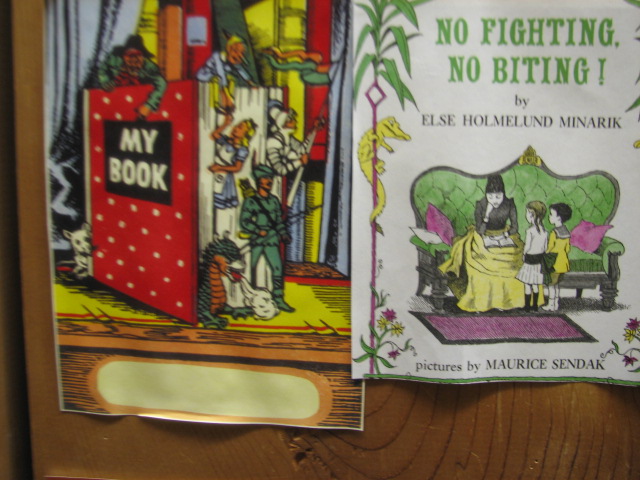 MY
BOOK
NO FIGHTING,
NO BITING!
by
ELSE HOLMELUND MINARIK
pictures by MAURICE SENDAK